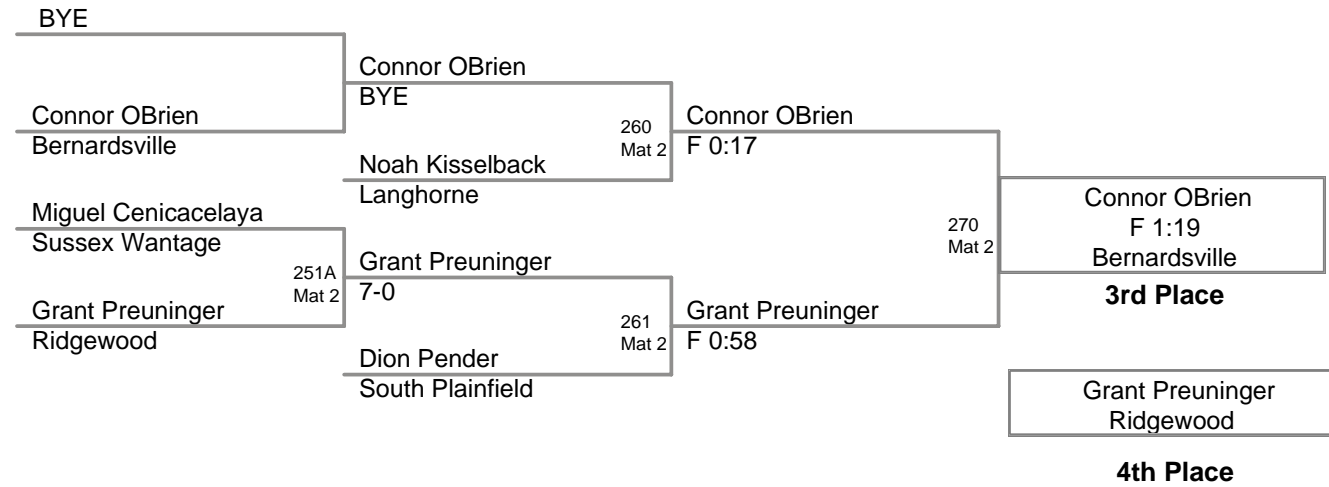 BYE
Connor OBrien
BYE
Connor OBrien
Bernardsville
260
Mat 2
Connor OBrien
F 0:17
Noah Kisselback
Langhorne
Miguel Cenicacelaya
Sussex Wantage
251A
Mat 2
Grant Preuninger
7-0
Grant Preuninger
Ridgewood
261
Mat 2
Grant Preuninger
F 0:58
Dion Pender
South Plainfield
270
Mat 2
Connor OBrien
F 1:19
Bernardsville
3rd Place
Grant Preuninger
Ridgewood
4th Place